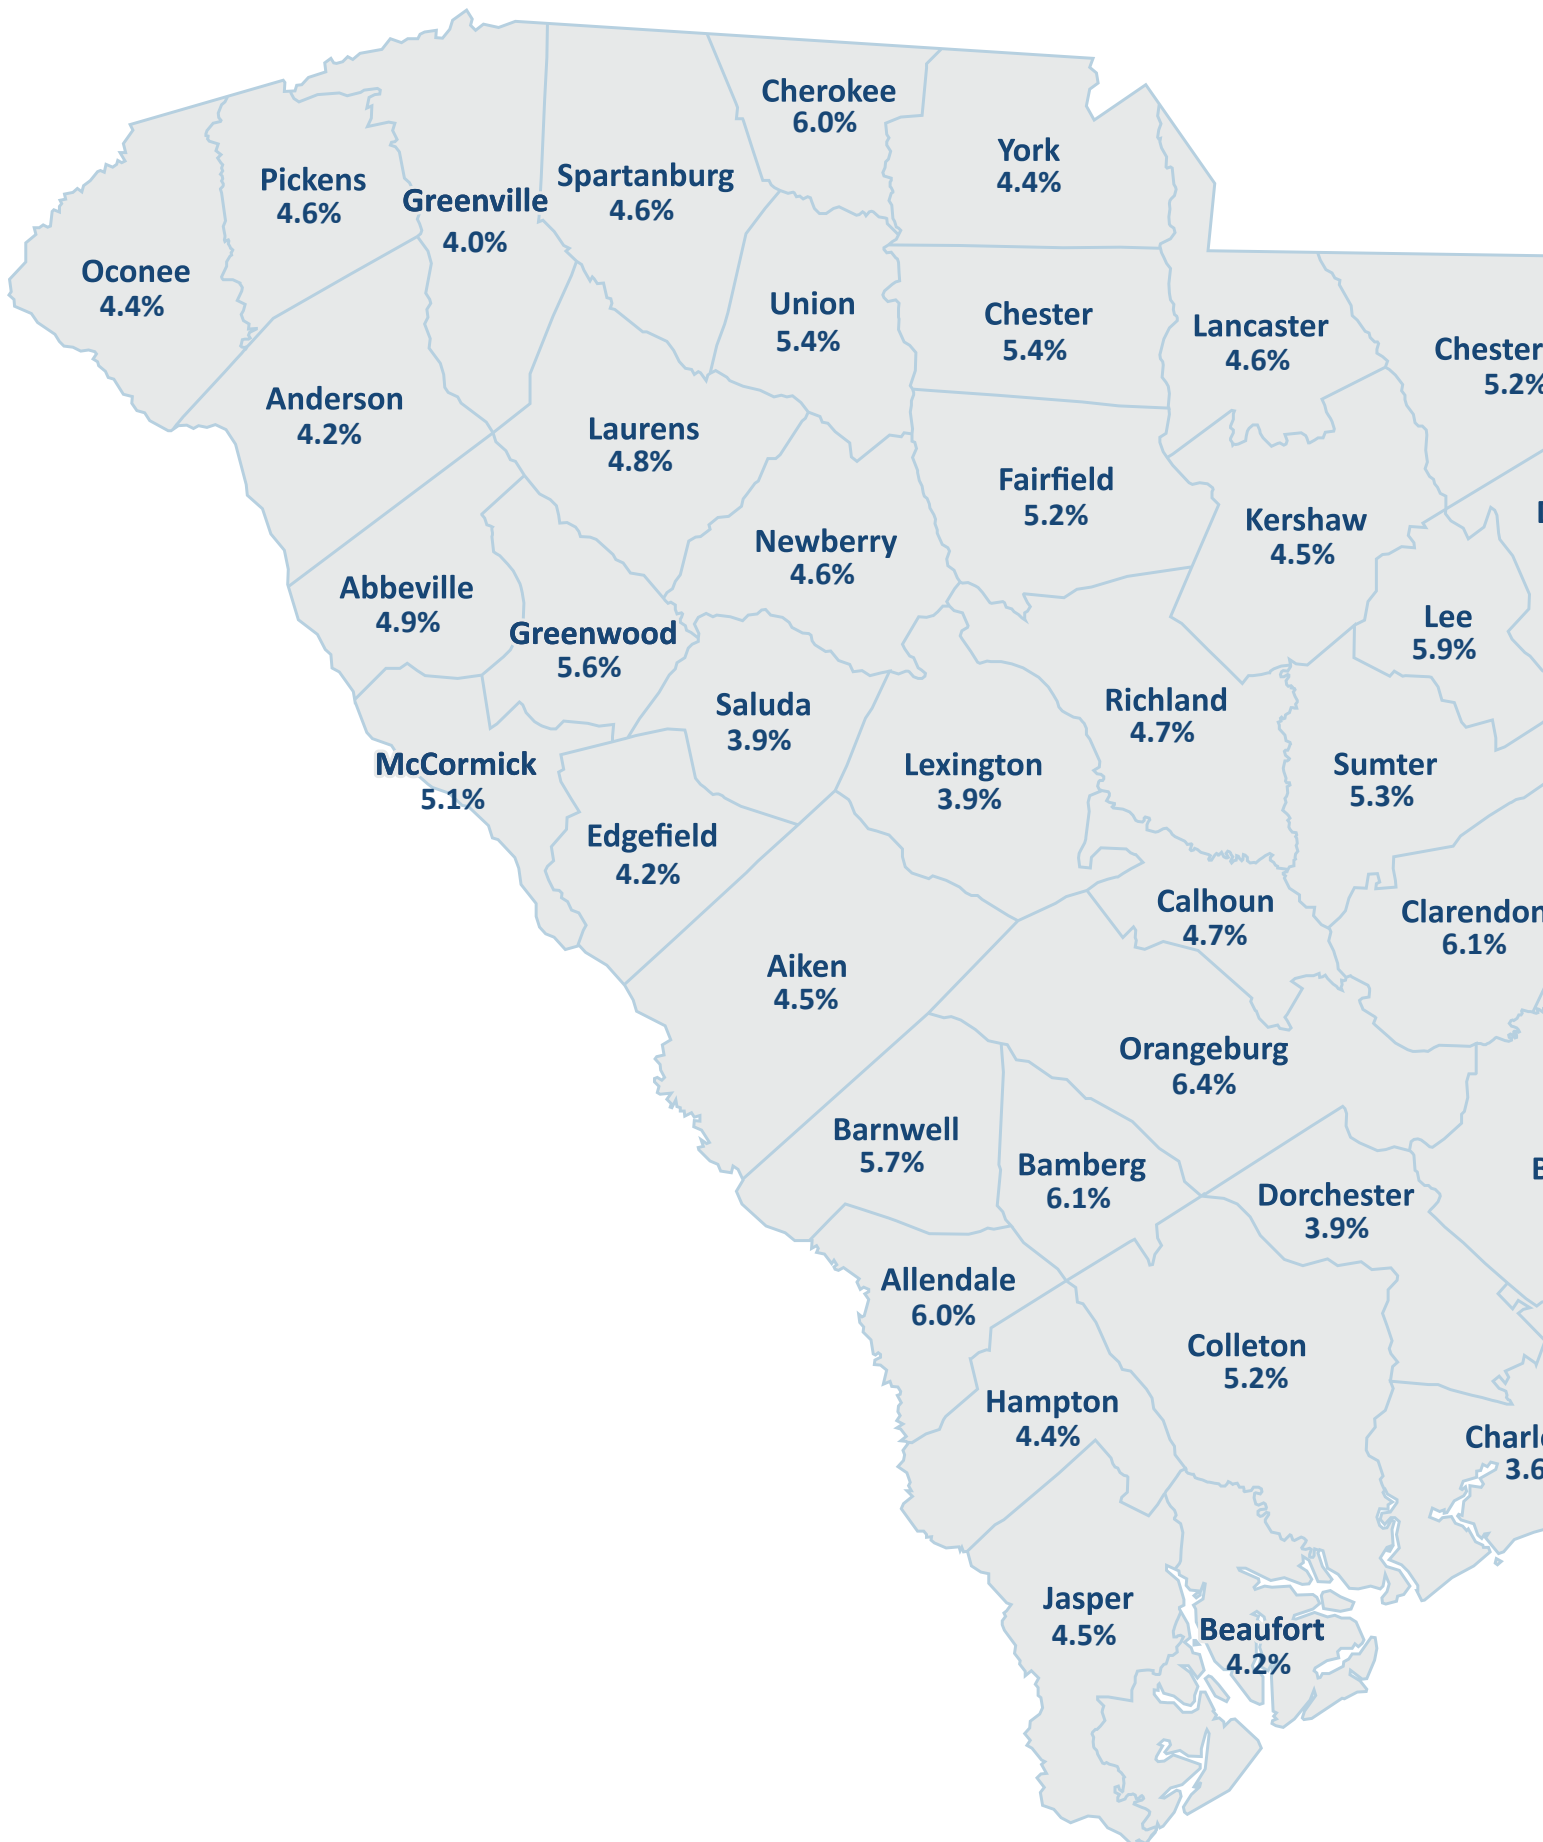 Cherokee
6.0%
York
4.4%
Pickens
4.6%
Spartanburg
4.6%
Greenville
4.0%
Oconee
4.4%
Union
5.4%
Chester
5.4%
Lancaster
4.6%
Chester
5.2%
Anderson
4.2%
Laurens
4.8%
Fairfield
5.2%
Kershaw
4.5%
Newberry
4.6%
Abbeville
4.9%
Greenwood
5.6%
Lee
5.9%
Saluda
3.9%
Richland
4.7%
McCormick
5.1%
Lexington
3.9%
Sumter
5.3%
Edgefield
4.2%
Calhoun
4.7%
Clarendon
6.1%
Aiken
4.5%
Orangeburg
6.4%
Barnwell
5.7%
Bamberg
6.1%
Dorchester
3.9%
Allendale
6.0%
Colleton
5.2%
Hampton
4.4%
Charl
3.6
Jasper
4.5%
Beaufort
4.2%